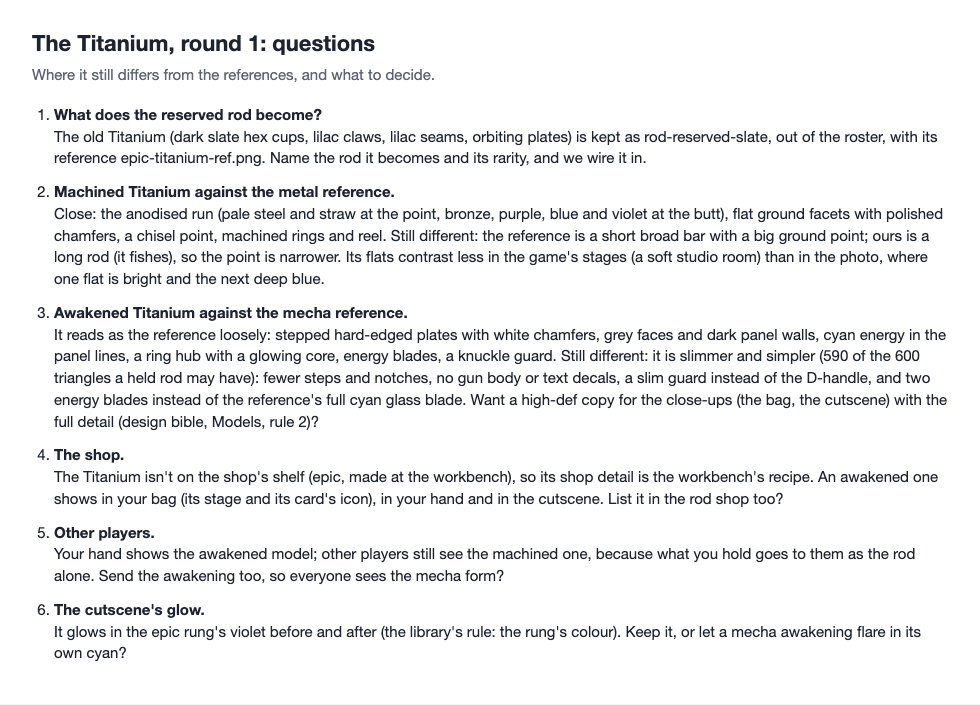 The Titanium, round 1: questions
Where it still differs from the references, and what to decide.
1. What does the reserved rod become?
The old Titanium (dark slate hex cups, lilac claws, lilac seams, orbiting plates) is kept as rod-reserved-slate, out of the roster, with its
reference epic-titanium-ref.png. Name the rod it becomes and its rarity, and we wire it in.
2. Machined Titanium against the metal reference.
Close: the anodised run (pale steel and straw at the point, bronze, purple, blue and violet at the butt), flat ground facets with polished
chamfers, a chisel point, machined rings and reel. Still different: the reference is a short broad bar with a big ground point; ours is a
long rod (it fishes), so the point is narrower. Its flats contrast less in the game's stages (a soft studio room) than in the photo, where
one flat is bright and the next deep blue.
3. Awakened Titanium against the mecha reference.
It reads as the reference loosely: stepped hard-edged plates with white chamfers, grey faces and dark panel walls, cyan energy in the
panel lines, a ring hub with a glowing core, energy blades, a knuckle guard. Still different: it is slimmer and simpler (590 of the 600
triangles a held rod may have): fewer steps and notches, no gun body or text decals, a slim guard instead of the D-handle, and two
energy blades instead of the reference's full cyan glass blade. Want a high-def copy for the close-ups (the bag, the cutscene) with the
full detail (design bible, Models, rule 2)?
4. The shop.
The Titanium isn't on the shop's shelf (epic, made at the workbench), so its shop detail is the workbench's recipe. An awakened one
shows in your bag (its stage and its card's icon), in your hand and in the cutscene. List it in the rod shop too?
5. Other players.
Your hand shows the awakened model; other players still see the machined one, because what you hold goes to them as the rod
alone. Send the awakening too, so everyone sees the mecha form?
6. The cutscene's glow.
It glows in the epic rung's violet before and after (the library's rule: the rung's colour). Keep it, or let a mecha awakening flare in its
own cyan?